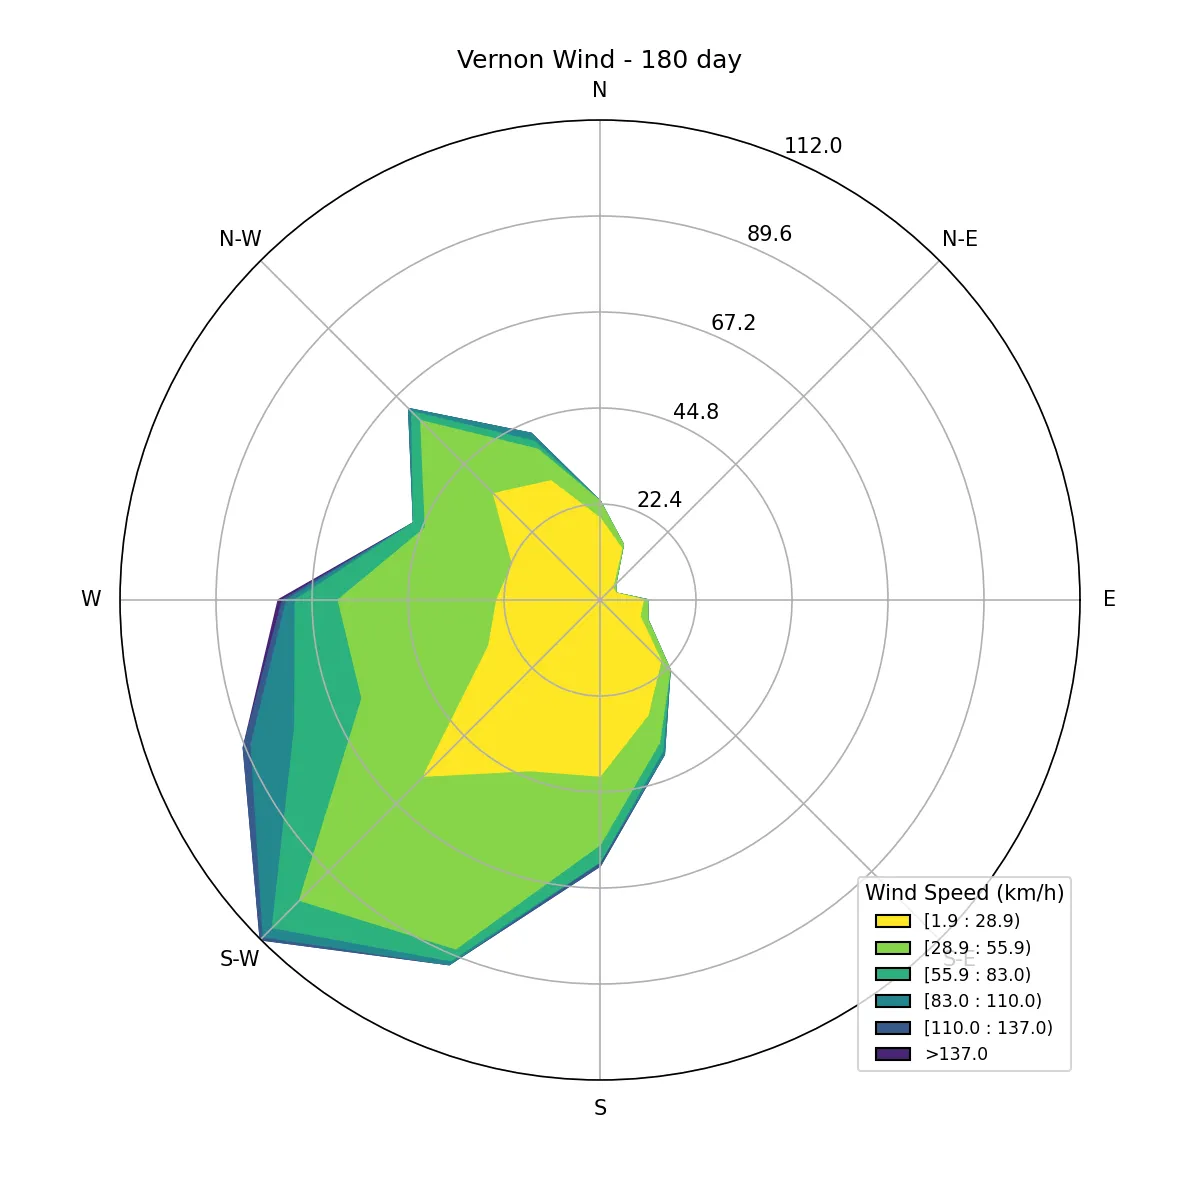 Vernon Wind - 180 day
N
112.0
N-W
N-E
89.6
67.2
44.8
22.4
W
E
S-W
S-E
Wind Speed (km/h)
[1.9 : 28.9)
[28.9 : 55.9)
[55.9 : 83.0)
[83.0 : 110.0)
[110.0 : 137.0)
>137.0
S